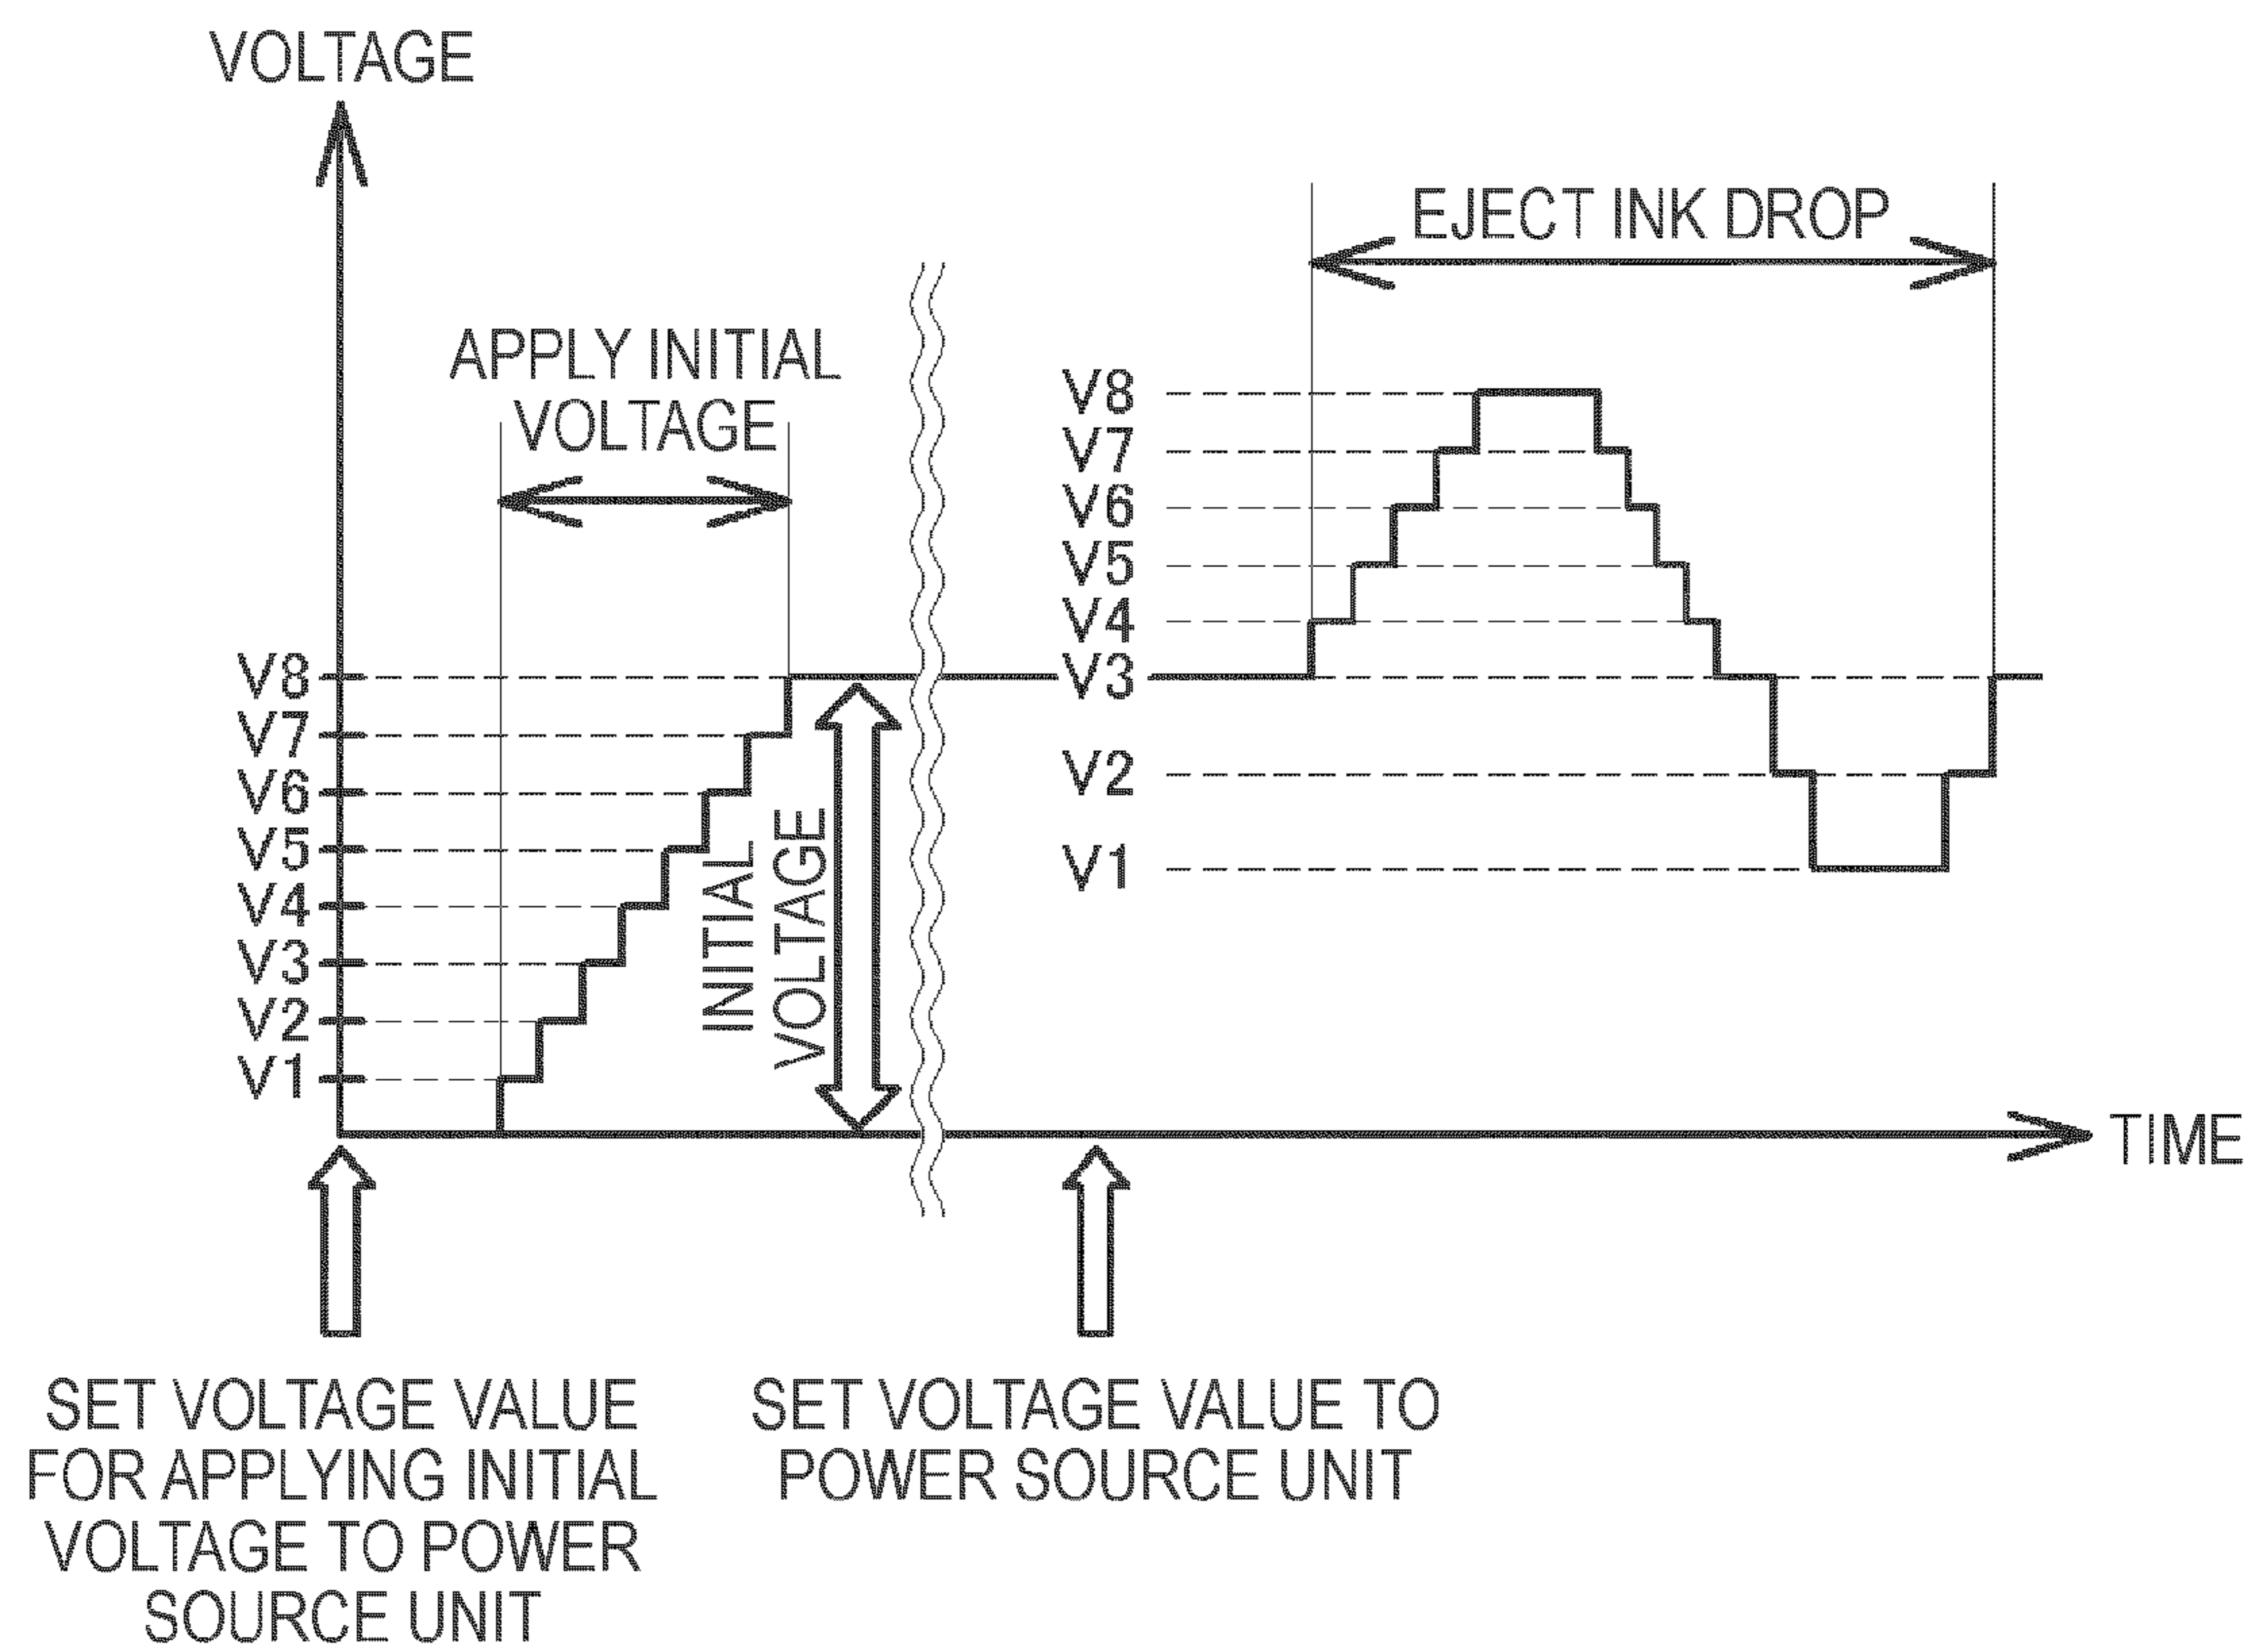 VOLTAGE
EJECT INK DROP
APPLY INITIAL
VOLTAGE
V8
V7
V6
V5
V4
V3
V2
V1
V8
V7
V6
V5
V4
V3
V2
V1
INITIAL
VOLTAGE
TIME
SET VOLTAGE VALUE
FOR APPLYING INITIAL
VOLTAGE TO POWER
SOURCE UNIT
SET VOLTAGE VALUE TO
POWER SOURCE UNIT